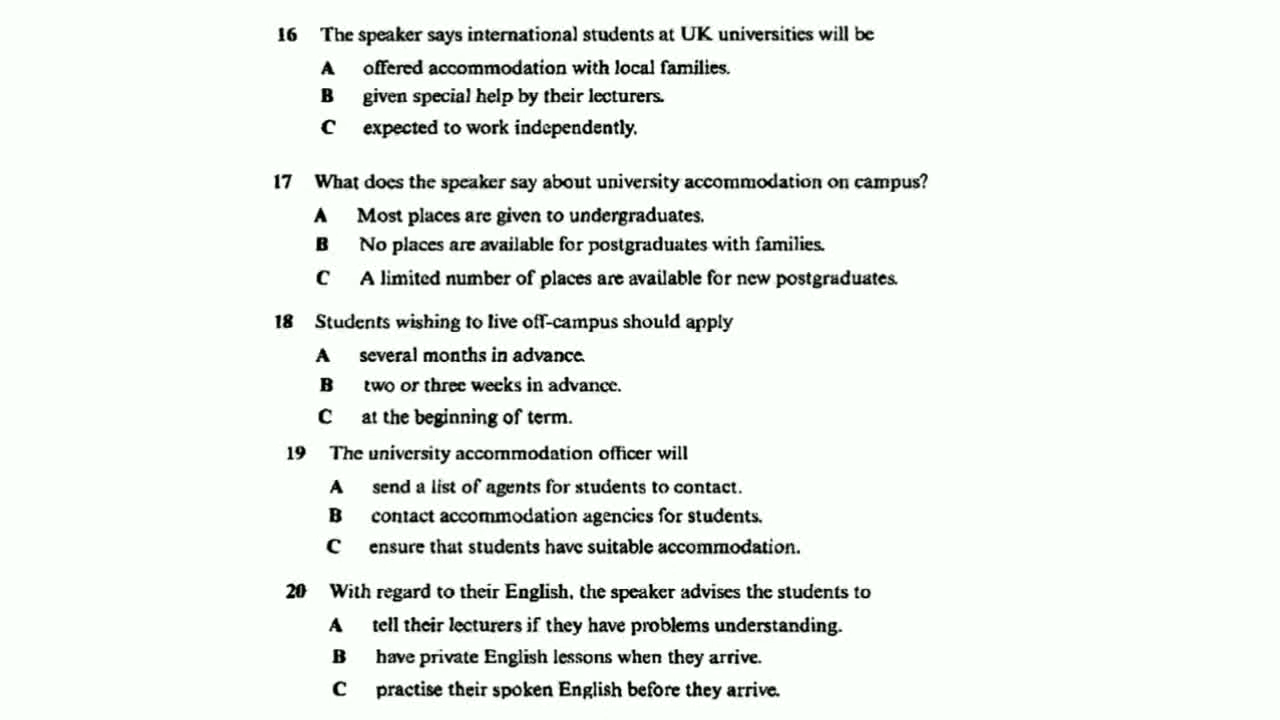 16 The speaker says international students at UK universities will be
A offered accommodation with local families.
B given special help by their lecturers.
C expected to work independently.
17 What does the speaker say about university accommodation on campus?
A Most places are given to undergraduates.
B No places are available for postgraduates with families.
C A limited number of places are available for new postgraduates.
18 Students wishing to live off-campus should apply
A several months in advance.
B two or three weeks in advance.
C at the beginning of term.
19 The university accommodation officer will
A send a list of agents for students to contact.
B contact accommodation agencies for students.
C ensure that students have suitable accommodation.
20 With regard to their English, the speaker advises the students to
A tell their lecturers if they have problems understanding.
B have private English lessons when they arrive.
C practise their spoken English before they arrive.